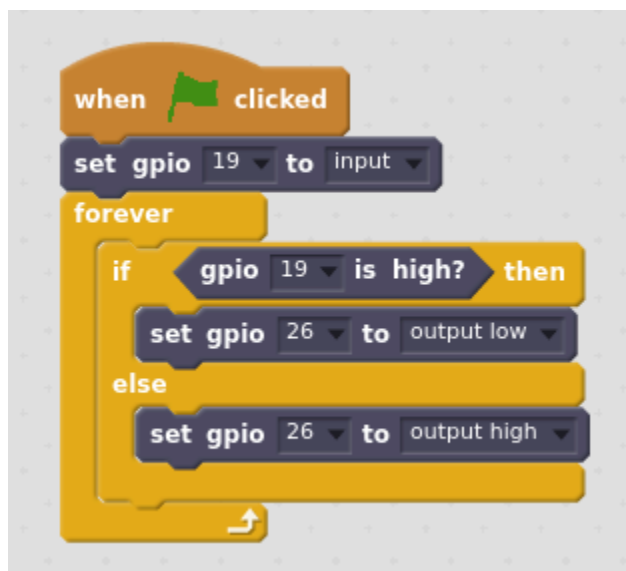 when clicked
set gpio 19 to input
forever
if gpio 19 is high? then
set gpio 26 to output low
else
set gpio 26 to output high